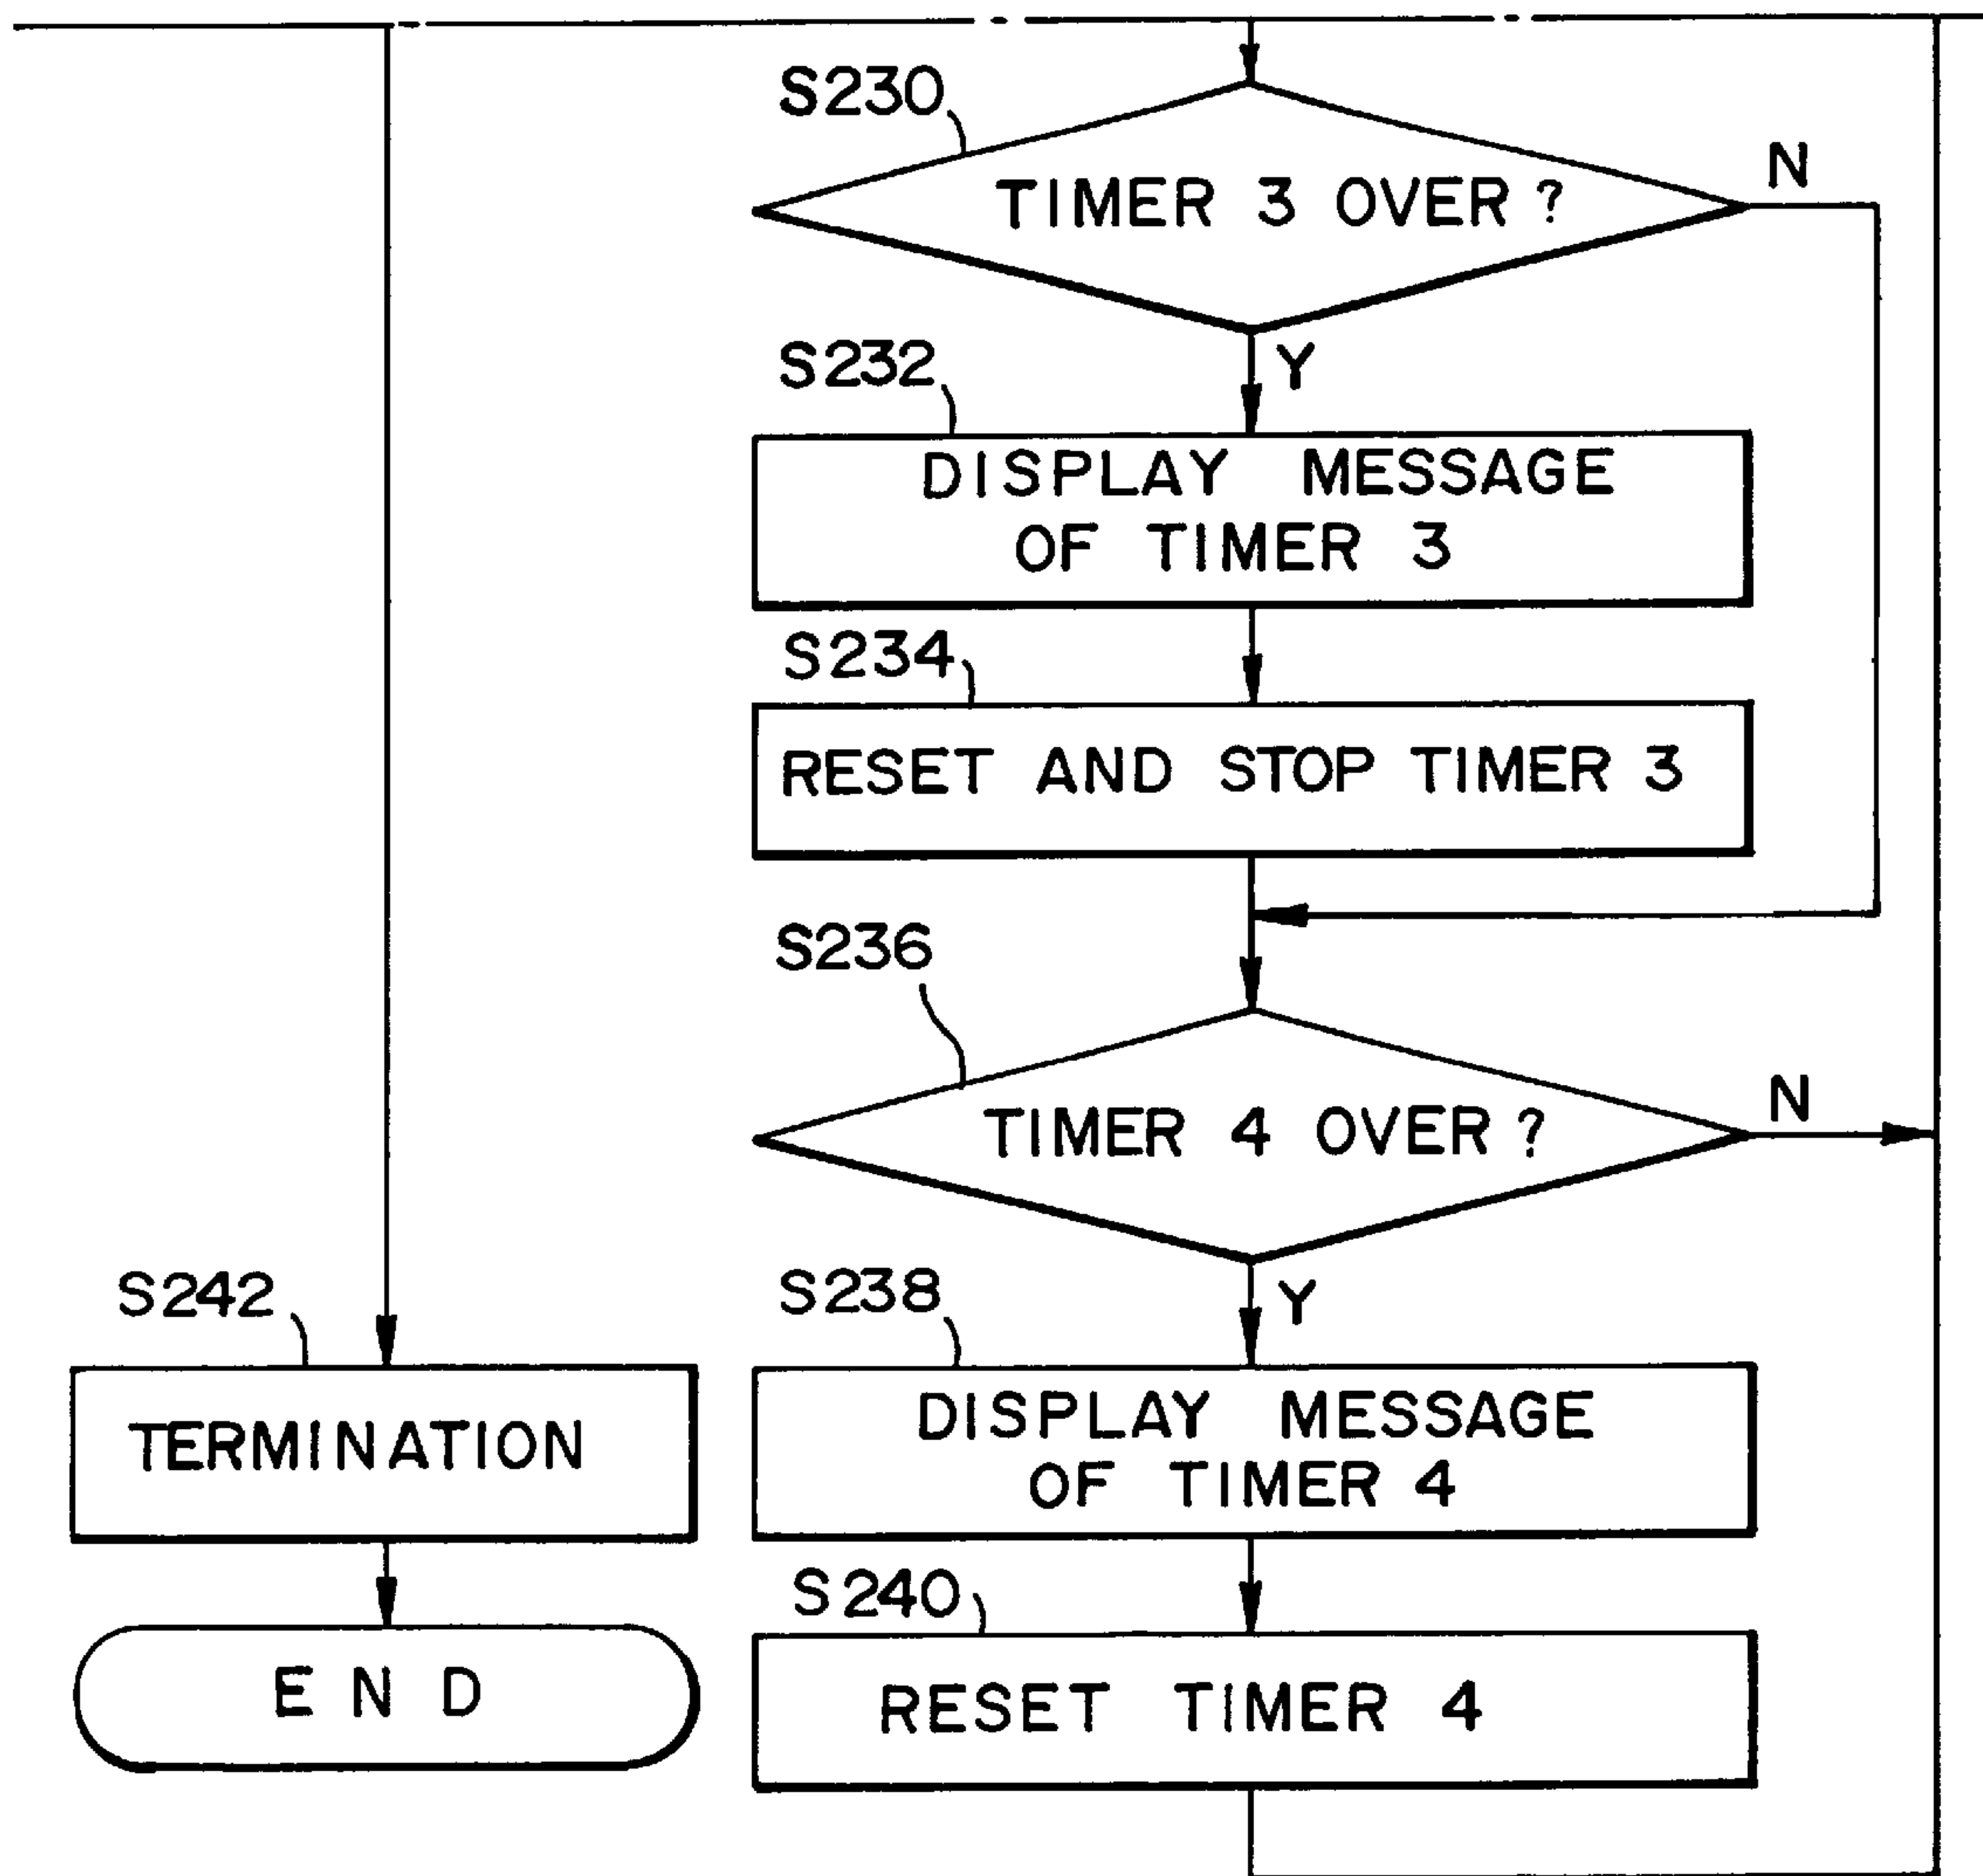 S230
TIMER 3 OVER ?
N
Y
S232
DISPLAY MESSAGE
OF TIMER 3
S234
RESET AND STOP TIMER 3
S236
TIMER 4 OVER ?
N
Y
S238
DISPLAY MESSAGE
OF TIMER 4
S240
RESET TIMER 4
S242
TERMINATION
END